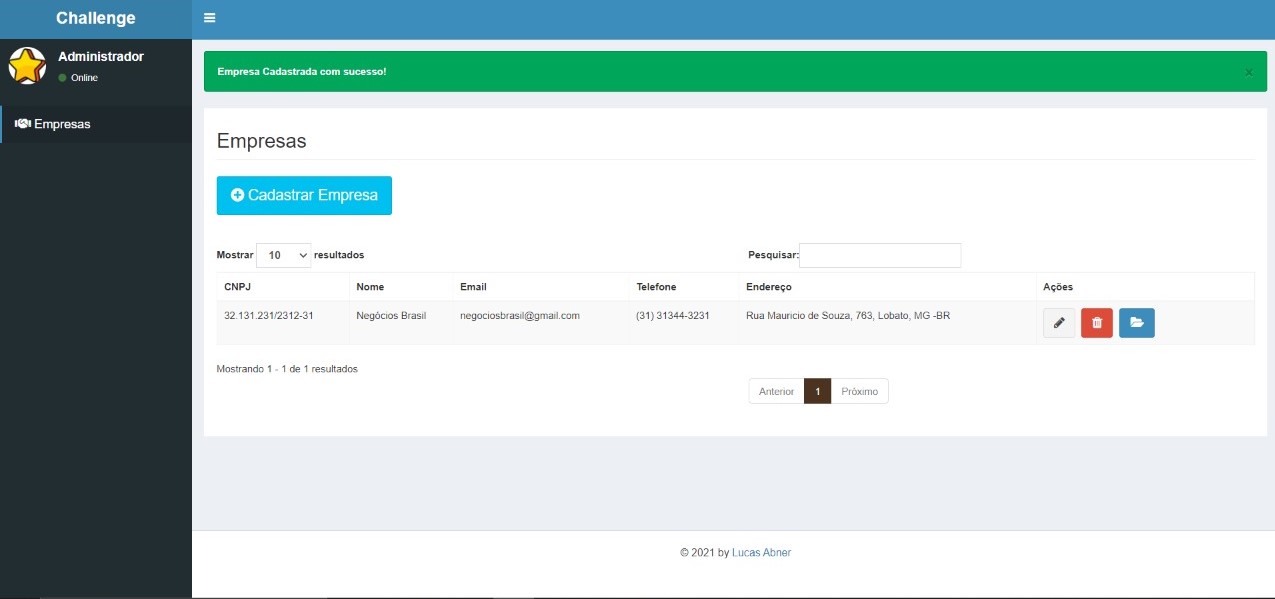 Challenge
Administrador
Online
Empresas
Empresa Cadastrada com sucesso!
×
Empresas
Cadastrar Empresa
Mostrar 10 resultados
Pesquisar:
CNPJ Nome Email Telefone Endereço Ações
32.131.231/2312-31 Negócios Brasil negociosbrasil@gmail.com (31) 31344-3231 Rua Mauricio de Souza, 763, Lobato, MG -BR
Mostrando 1 - 1 de 1 resultados
Anterior 1 Próximo
© 2021 by Lucas Abner